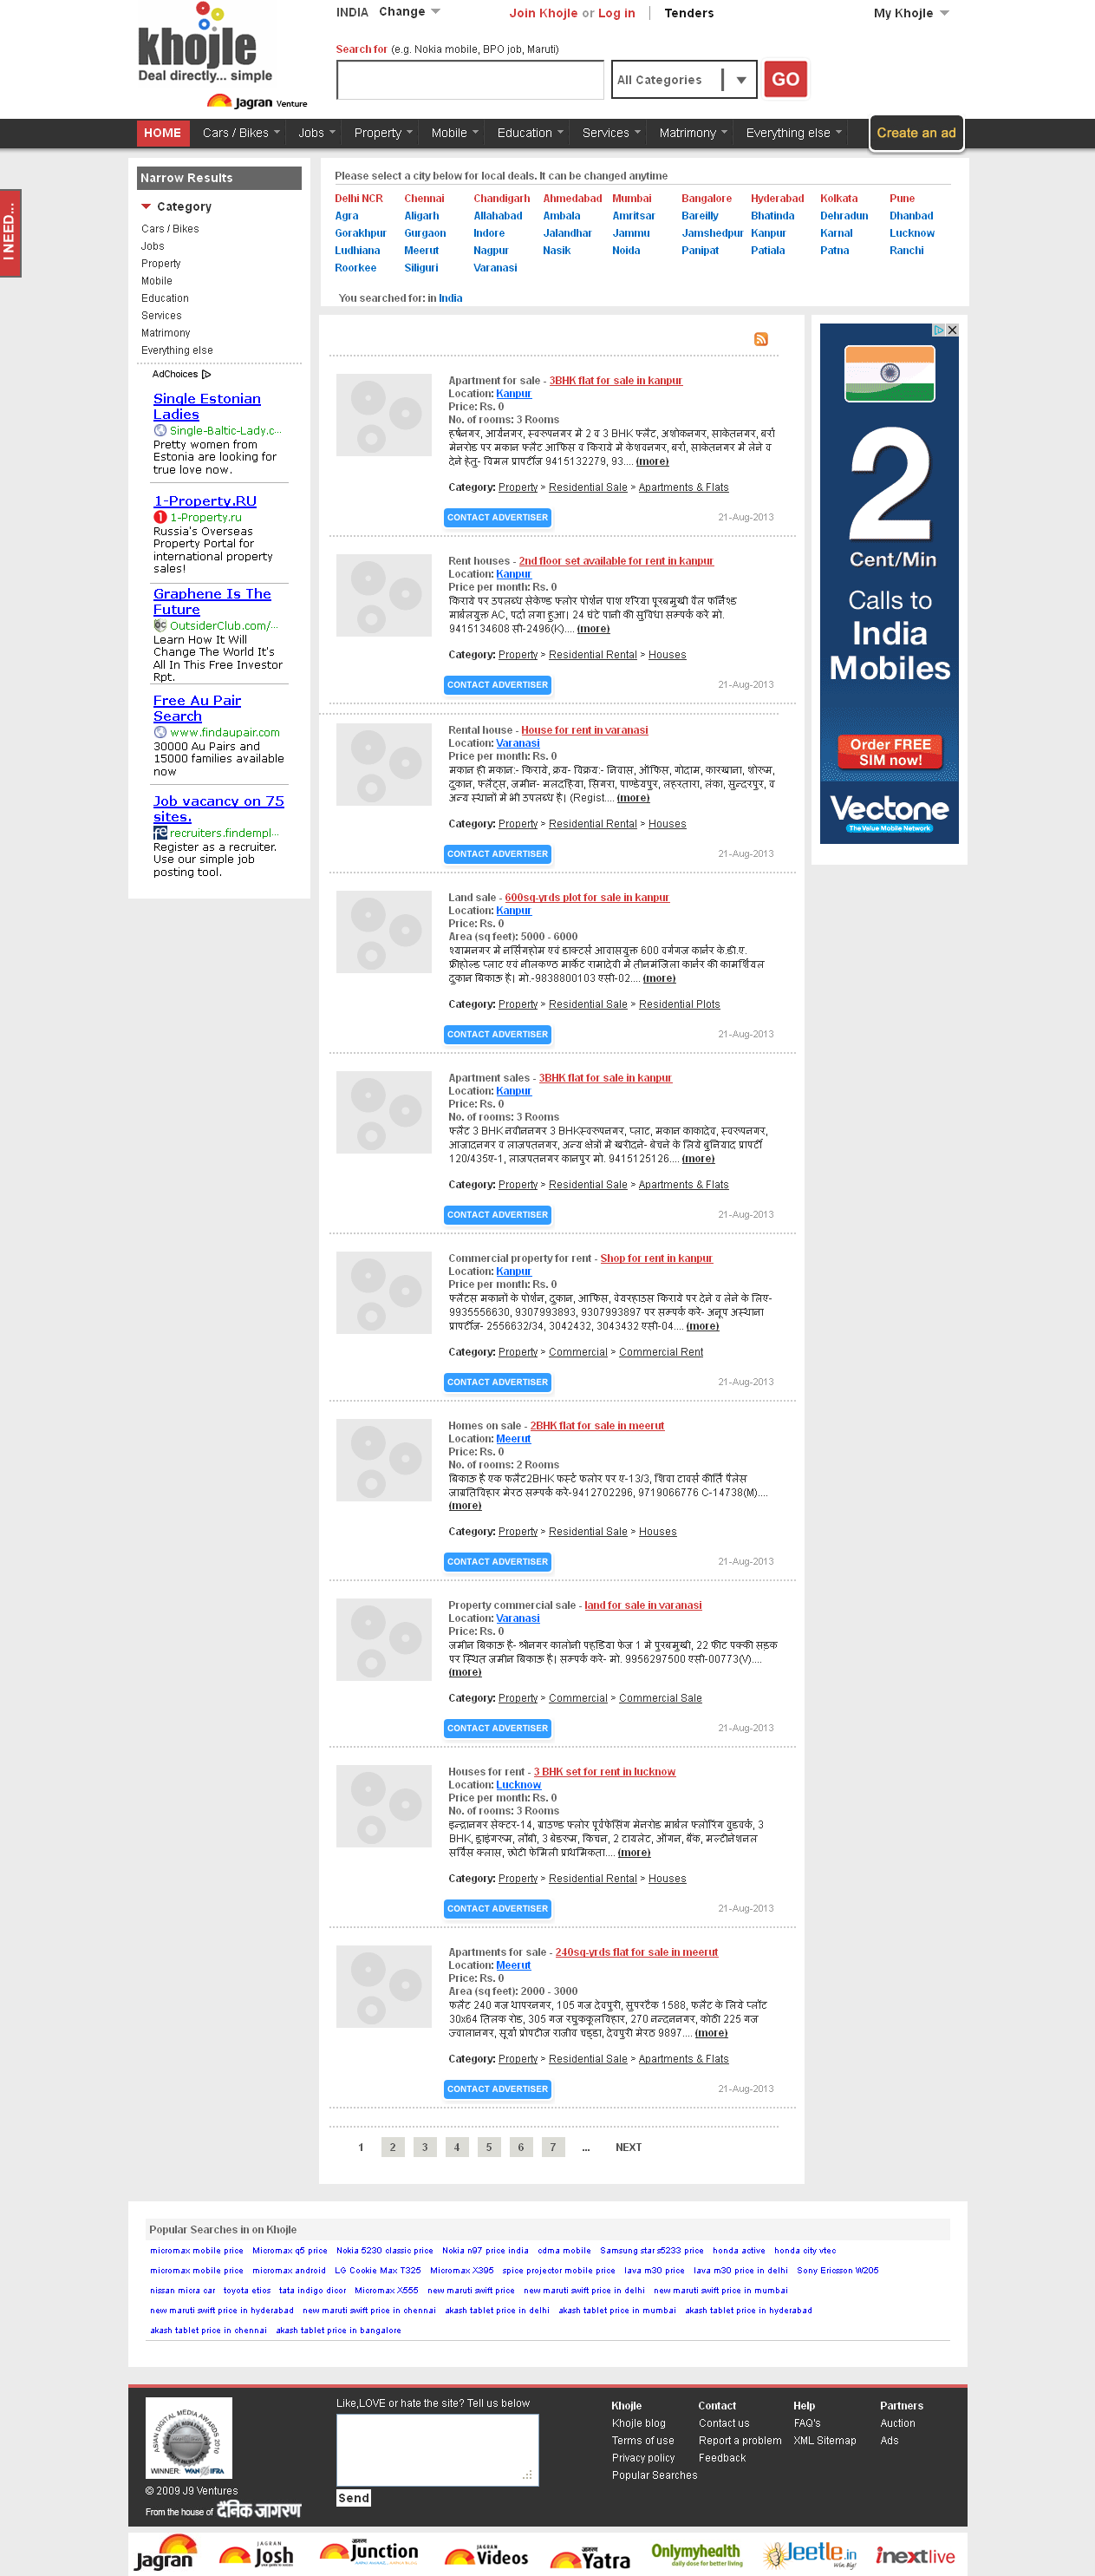 khojle
Deal directly... simple
Jagran Venture
INDIA Change
Join Khojle or Log in | Tenders
My Khojle
Search for (e.g. Nokia mobile, BPO job, Maruti)
All Categories
GO
HOME Cars / Bikes Jobs Property Mobile Education Services Matrimony Everything else Create an ad
I NEED...
Narrow Results
Category
Cars / Bikes
Jobs
Property
Mobile
Education
Services
Matrimony
Everything else
AdChoices
Single Estonian
Ladies
Single-Baltic-Lady.c...
Pretty women from
Estonia are looking for
true love now.
1-Property.RU
1-Property.ru
Russia's Overseas
Property Portal for
international property
sales!
Graphene Is The
Future
OutsiderClub.com/...
Learn How It Will
Change The World It's
All In This Free Investor
Rpt.
Free Au Pair
Search
www.findaupair.com
30000 Au Pairs and
15000 families available
now
Job vacancy on 75
sites.
recruiters.findempl...
Register as a recruiter.
Use our simple job
posting tool.
Please select a city below for local deals. It can be changed anytime
Delhi NCR Chennai Chandigarh Ahmedabad Mumbai Bangalore Hyderabad Kolkata Pune
Agra Aligarh Allahabad Ambala Amritsar Bareilly Bhatinda Dehradun Dhanbad
Gorakhpur Gurgaon Indore Jalandhar Jammu Jamshedpur Kanpur Karnal Lucknow
Ludhiana Meerut Nagpur Nasik Noida Panipat Patiala Patna Ranchi
Roorkee Siliguri Varanasi
You searched for: in India
Apartment for sale - 3BHK flat for sale in kanpur
Location: Kanpur
Price: Rs. 0
No. of rooms: 3 Rooms
हर्षनगर, आर्यनगर, स्वरुपनगर मे 2 व 3 BHK फ्लैट, अशोकनगर, साकेतनगर, बर्रा
मेनरोड पर मकान फ्लैट आफिस व किराये मे केशवनगर, बर्रा, साकेतनगर मे लेने व
देने हेतु- विमल प्रापर्टीज 9415132279, 93.... (more)
Category: Property > Residential Sale > Apartments & Flats
CONTACT ADVERTISER 21-Aug-2013
Rent houses - 2nd floor set available for rent in kanpur
Location: Kanpur
Price per month: Rs. 0
किराये पर उपलब्ध सेकेण्ड फ्लोर पोर्शन पाश एरिया पूरबमुखी वैल फर्निश्ड
मार्बलयुक्त AC, पर्दा लगा हुआ। 24 घंटे पानी की सुविधा सम्पर्क करे मो.
9415134608 सी-2496(K).... (more)
Category: Property > Residential Rental > Houses
CONTACT ADVERTISER 21-Aug-2013
Rental house - House for rent in varanasi
Location: Varanasi
Price per month: Rs. 0
मकान ही मकान:- किराये, क्रय- विक्रय:- निवास, ऑफिस, गोदाम, कारखाना, शोरुम,
दुकान, फ्लैट्स, जमीन- मलदहिया, सिगरा, पाण्डेयपुर, लहरतारा, लंका, सुन्दरपुर, व
अन्य स्थानों में भी उपलब्ध है। (Regist.... (more)
Category: Property > Residential Rental > Houses
CONTACT ADVERTISER 21-Aug-2013
Land sale - 600sq-yrds plot for sale in kanpur
Location: Kanpur
Price: Rs. 0
Area (sq feet): 5000 - 6000
श्यामनगर मे नर्सिंगहोम एवं डाक्टर्स आवासयुक्त 600 वर्गगज कार्नर के.डी.ए.
फ्रीहोल्ड प्लाट एवं नीलकण्ठ मार्केट रामादेवी मे तीनमंजिला कार्नर की कामर्शियल
दुकान बिकाऊ है। मो.-9838800103 एसी-02.... (more)
Category: Property > Residential Sale > Residential Plots
CONTACT ADVERTISER 21-Aug-2013
Apartment sales - 3BHK flat for sale in kanpur
Location: Kanpur
Price: Rs. 0
No. of rooms: 3 Rooms
फ्लैट 3 BHK नवीननगर 3 BHKस्वरुपनगर, प्लाट, मकान काकादेव, स्वरुपनगर,
आजादनगर व लाजपतनगर, अन्य क्षेत्रों में खरीदने- बेचने के लिये बुनियाद प्रापर्टी
120/435ए-1, लाजपतनगर कानपुर मो. 9415125126.... (more)
Category: Property > Residential Sale > Apartments & Flats
CONTACT ADVERTISER 21-Aug-2013
Commercial property for rent - Shop for rent in kanpur
Location: Kanpur
Price per month: Rs. 0
फ्लैटस मकानों के पोर्शन, दुकान, आफिस, वेयरहाउस किराये पर देने व लेने के लिए-
9935556630, 9307993893, 9307993897 पर सम्पर्क करे- अनूप अस्थाना
प्रापर्टीज- 2556632/34, 3042432, 3043432 एसी-04.... (more)
Category: Property > Commercial > Commercial Rent
CONTACT ADVERTISER 21-Aug-2013
Homes on sale - 2BHK flat for sale in meerut
Location: Meerut
Price: Rs. 0
No. of rooms: 2 Rooms
बिकाऊ है एक फ्लैट2BHK फर्स्ट फ्लोर पर ए-13/3, शिवा टावर्स कीर्ति पैलेस
जाग्रतिविहार मेरठ सम्पर्क करे-9412702296, 9719066776 C-14738(M)....
(more)
Category: Property > Residential Sale > Houses
CONTACT ADVERTISER 21-Aug-2013
Property commercial sale - land for sale in varanasi
Location: Varanasi
Price: Rs. 0
जमीन बिकाऊ है- श्रीनगर कालोनी पहडिया फेज 1 में पुरबमुखी, 22 फीट पक्की सड़क
पर स्थित जमीन बिकाऊ है। सम्पर्क करे- मो. 9956297500 एसी-00773(V)....
(more)
Category: Property > Commercial > Commercial Sale
CONTACT ADVERTISER 21-Aug-2013
Houses for rent - 3 BHK set for rent in lucknow
Location: Lucknow
Price per month: Rs. 0
No. of rooms: 3 Rooms
इन्द्रानगर सेक्टर-14, ग्राउण्ड फ्लोर पूर्वफेसिंग मेनरोड मार्बल फ्लोरिंग वुडवर्क, 3
BHK, ड्राइंगरुम, लॉबी, 3 बेडरुम, किचन, 2 टायलेट, ऑंगन, बैंक, मल्टीनेशनल
सर्विस क्लास, छोटी फेमिली प्राथमिकता.... (more)
Category: Property > Residential Rental > Houses
CONTACT ADVERTISER 21-Aug-2013
Apartments for sale - 240sq-yrds flat for sale in meerut
Location: Meerut
Price: Rs. 0
Area (sq feet): 2000 - 3000
फ्लैट 240 गज थापरनगर, 105 गज देवपुरी, सुपरटैक 1588, फ्लैट के लिये प्लोंट
30x64 तिलक रोड, 305 गज रघुककूलविहार, 270 नन्दननगर, कोठी 225 गज
ज्वालानगर, सूर्या प्रोपर्टीज राजीव चड्डा, देवपुरी मेरठ 9897.... (more)
Category: Property > Residential Sale > Apartments & Flats
CONTACT ADVERTISER 21-Aug-2013
1 2 3 4 5 6 7 ... NEXT
2
Cent/Min
Calls to
India
Mobiles
Order FREE
SIM now!
Vectone
The Value Mobile Network
Popular Searches in on Khojle
micromax mobile price Micromax q5 price Nokia 5230 classic price Nokia n97 price india cdma mobile Samsung star s5233 price honda active honda city vtec
micromax mobile price micromax android LG Cookie Max T325 Micromax X395 spice projector mobile price lava m30 price lava m30 price in delhi Sony Ericsson W205
nissan micra car toyota etios tata indigo dicor Micromax X555 new maruti swift price new maruti swift price in delhi new maruti swift price in mumbai
new maruti swift price in hyderabad new maruti swift price in chennai akash tablet price in delhi akash tablet price in mumbai akash tablet price in hyderabad
akash tablet price in chennai akash tablet price in bangalore
ASIAN DIGITAL MEDIA AWARDS 2010
WINNER: WAN IFRA
© 2009 J9 Ventures
From the house of दैनिक जागरण
Like,LOVE or hate the site? Tell us below
Send
Khojle Contact Help Partners
Khojle blog Contact us FAQ's Auction
Terms of use Report a problem XML Sitemap Ads
Privacy policy Feedback
Popular Searches
Jagran
JAGRAN Josh
जागरण Junction
JAGRAN Videos
जागरण Yatra
Onlymyhealth
daily dose for better living
Jeetle.in
Win Big!
inextlive